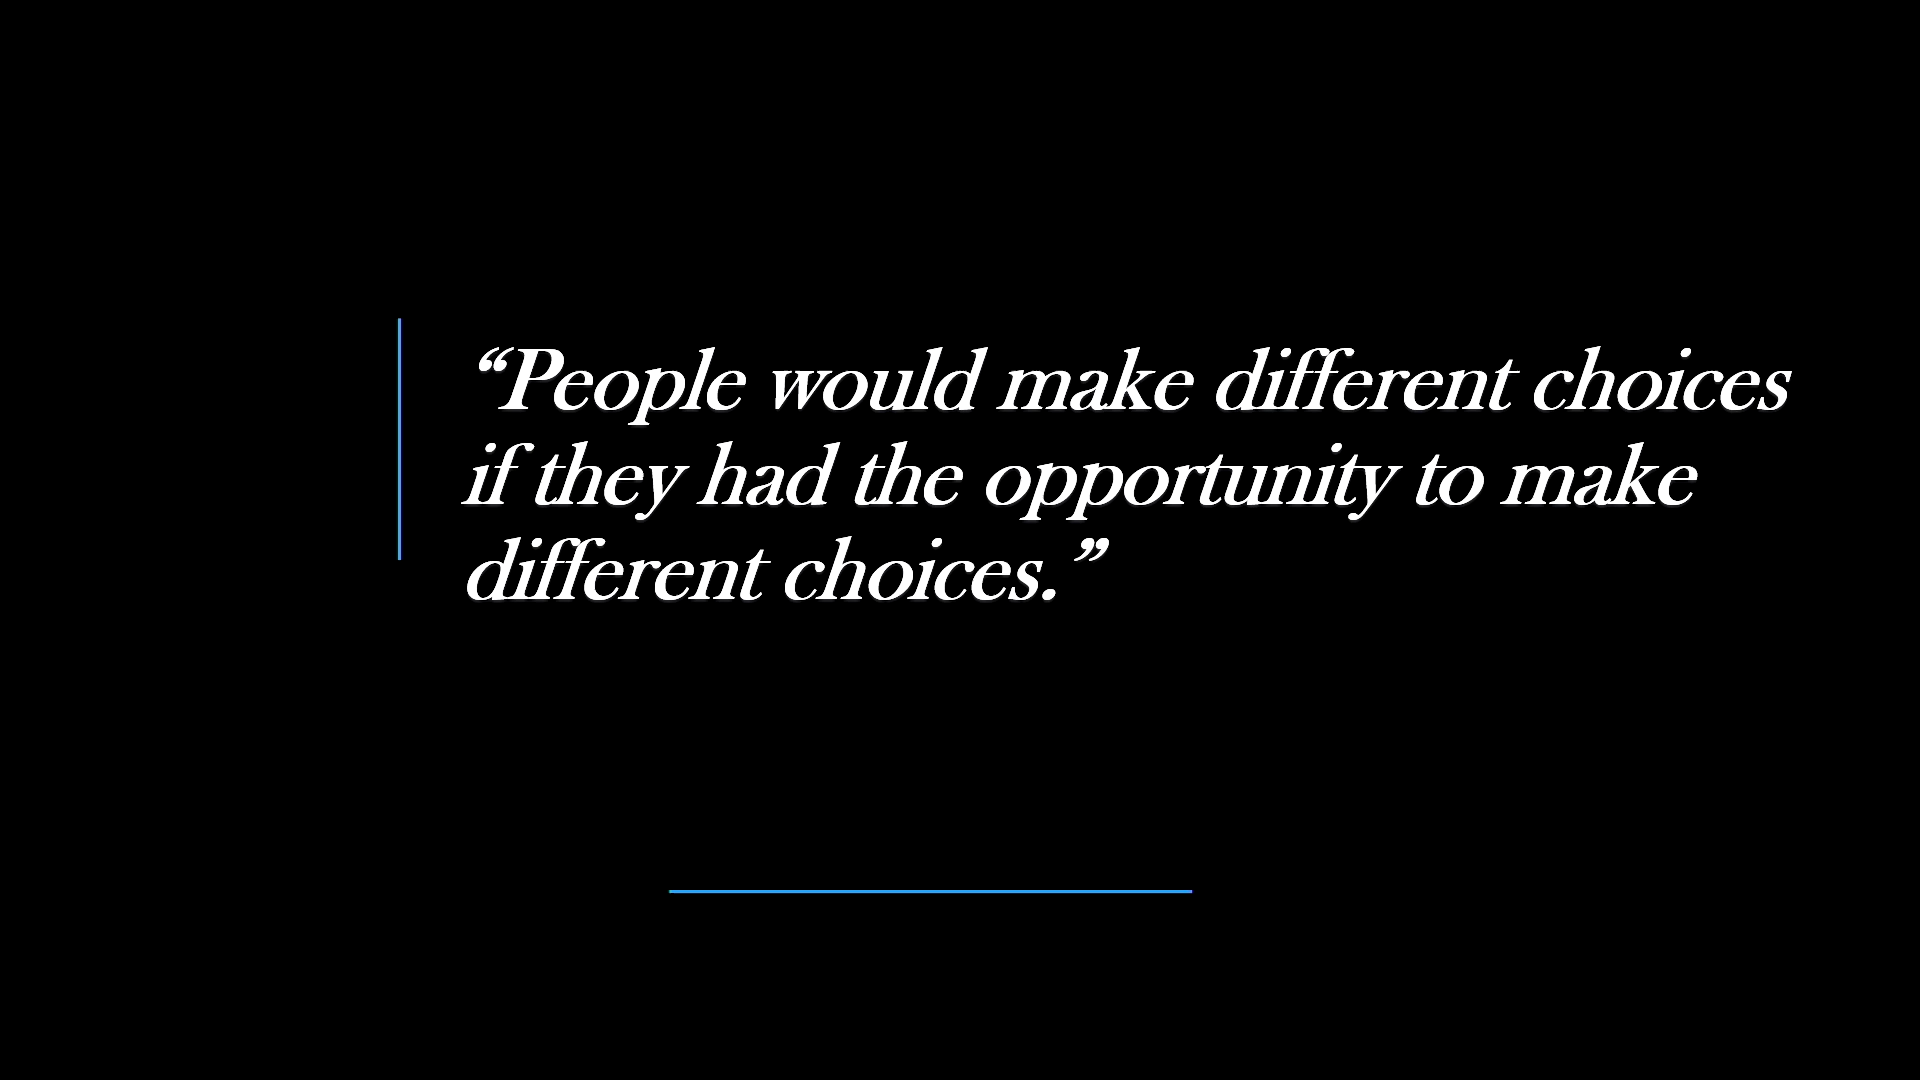 “People would make different choices
if they had the opportunity to make
different choices.”